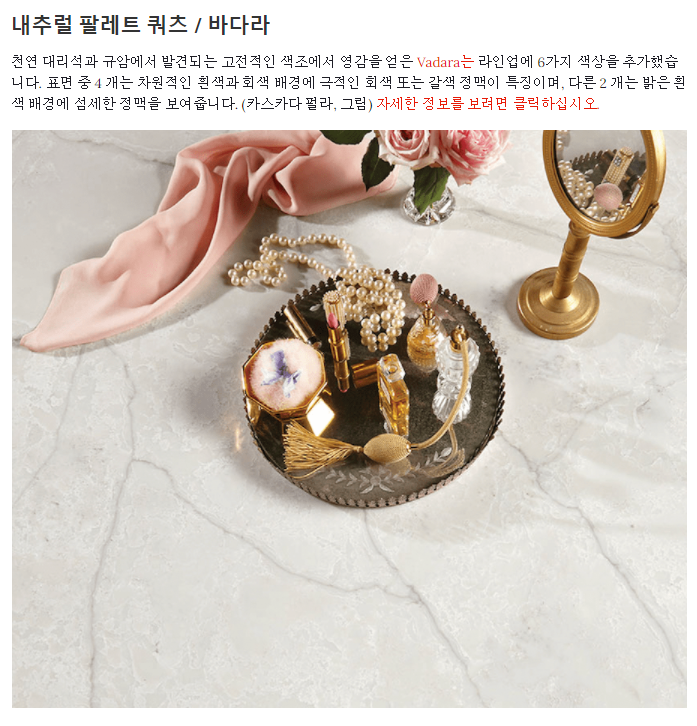 내추럴 팔레트 쿼츠 / 바다라
천연 대리석과 규암에서 발견되는 고전적인 색조에서 영감을 얻은 Vadara는 라인업에 6가지 색상을 추가했습
니다. 표면 중 4 개는 차원적인 흰색과 회색 배경에 극적인 회색 또는 갈색 정맥이 특징이며, 다른 2 개는 밝은 흰
색 배경에 섬세한 정맥을 보여줍니다. (카스카다 펄라, 그림) 자세한 정보를 보려면 클릭하십시오.